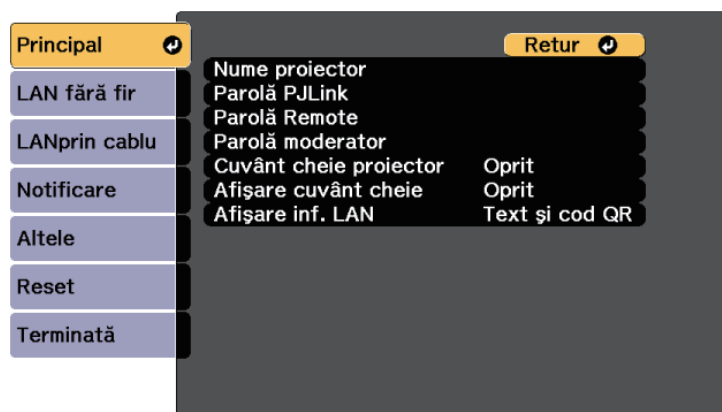 Principal
LAN fără fir
LANprin cablu
Notificare
Altele
Reset
Terminată
Retur
Nume proiector
Parolă PJLink
Parolă Remote
Parolă moderator
Cuvânt cheie proiector Oprit
Afişare cuvânt cheie Oprit
Afişare inf. LAN Text şi cod QR